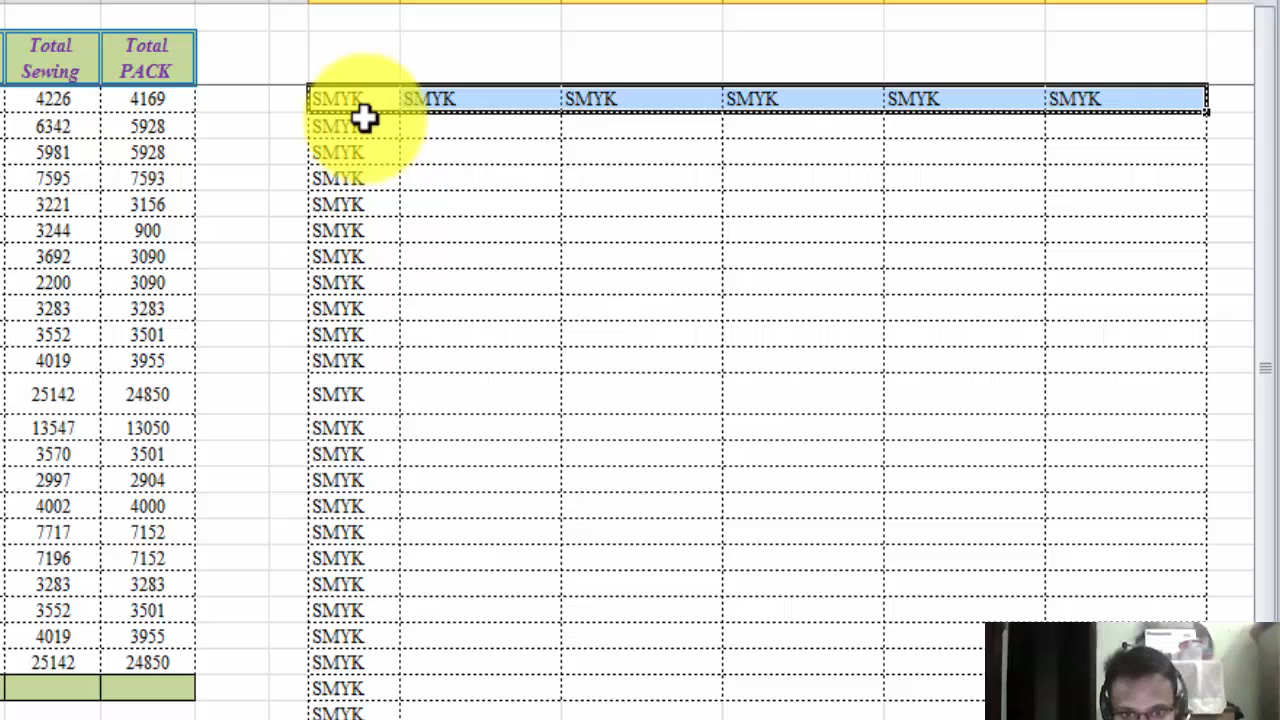 Total Sewing Total PACK
4226 4169 SMYK SMYK SMYK SMYK SMYK SMYK
6342 5928 SMYK
5981 5928 SMYK
7595 7593 SMYK
3221 3156 SMYK
3244 900 SMYK
3692 3090 SMYK
2200 3090 SMYK
3283 3283 SMYK
3552 3501 SMYK
4019 3955 SMYK
25142 24850 SMYK
13547 13050 SMYK
3570 3501 SMYK
2997 2904 SMYK
4002 4000 SMYK
7717 7152 SMYK
7196 7152 SMYK
3283 3283 SMYK
3552 3501 SMYK
4019 3955 SMYK
25142 24850 SMYK
SMYK
SMYK